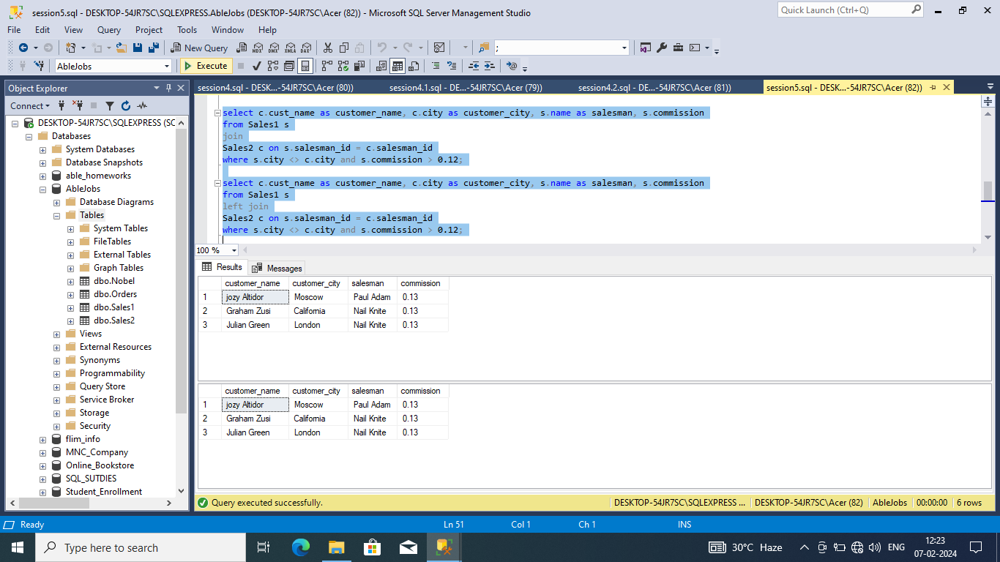 session5.sql - DESKTOP-54JR7SC\SQLEXPRESS.AbleJobs (DESKTOP-54JR7SC\Acer (82)) - Microsoft SQL Server Management Studio
Quick Launch (Ctrl+Q)
File Edit View Query Project Tools Window Help
New Query MDX DMX XMLA DAX ;
AbleJobs Execute
Object Explorer
session4.sql - DESK...-54JR7SC\Acer (80)) session4.1.sql - DE...-54JR7SC\Acer (79)) session4.2.sql - DE...-54JR7SC\Acer (81)) session5.sql - DESK...-54JR7SC\Acer (82))
Connect
DESKTOP-54JR7SC\SQLEXPRESS (SC
Databases
System Databases
Database Snapshots
able_homeworks
AbleJobs
Database Diagrams
Tables
System Tables
FileTables
External Tables
Graph Tables
dbo.Nobel
dbo.Orders
dbo.Sales1
dbo.Sales2
Views
External Resources
Synonyms
Programmability
Query Store
Service Broker
Storage
Security
flim_info
MNC_Company
Online_Bookstore
SQL_SUTDIES
Student_Enrollment
select c.cust_name as customer_name, c.city as customer_city, s.name as salesman, s.commission
from Sales1 s
join
Sales2 c on s.salesman_id = c.salesman_id
where s.city <> c.city and s.commission > 0.12;
select c.cust_name as customer_name, c.city as customer_city, s.name as salesman, s.commission
from Sales1 s
left join
Sales2 c on s.salesman_id = c.salesman_id
where s.city <> c.city and s.commission > 0.12;
100 %
Results Messages
customer_name customer_city salesman commission
1 jozy Altidor Moscow Paul Adam 0.13
2 Graham Zusi California Nail Knite 0.13
3 Julian Green London Nail Knite 0.13
customer_name customer_city salesman commission
1 jozy Altidor Moscow Paul Adam 0.13
2 Graham Zusi California Nail Knite 0.13
3 Julian Green London Nail Knite 0.13
Query executed successfully. DESKTOP-54JR7SC\SQLEXPRESS ... DESKTOP-54JR7SC\Acer (82) AbleJobs 00:00:00 6 rows
Ready Ln 51 Col 1 Ch 1 INS
Type here to search
30°C Haze
ENG
12:23
07-02-2024